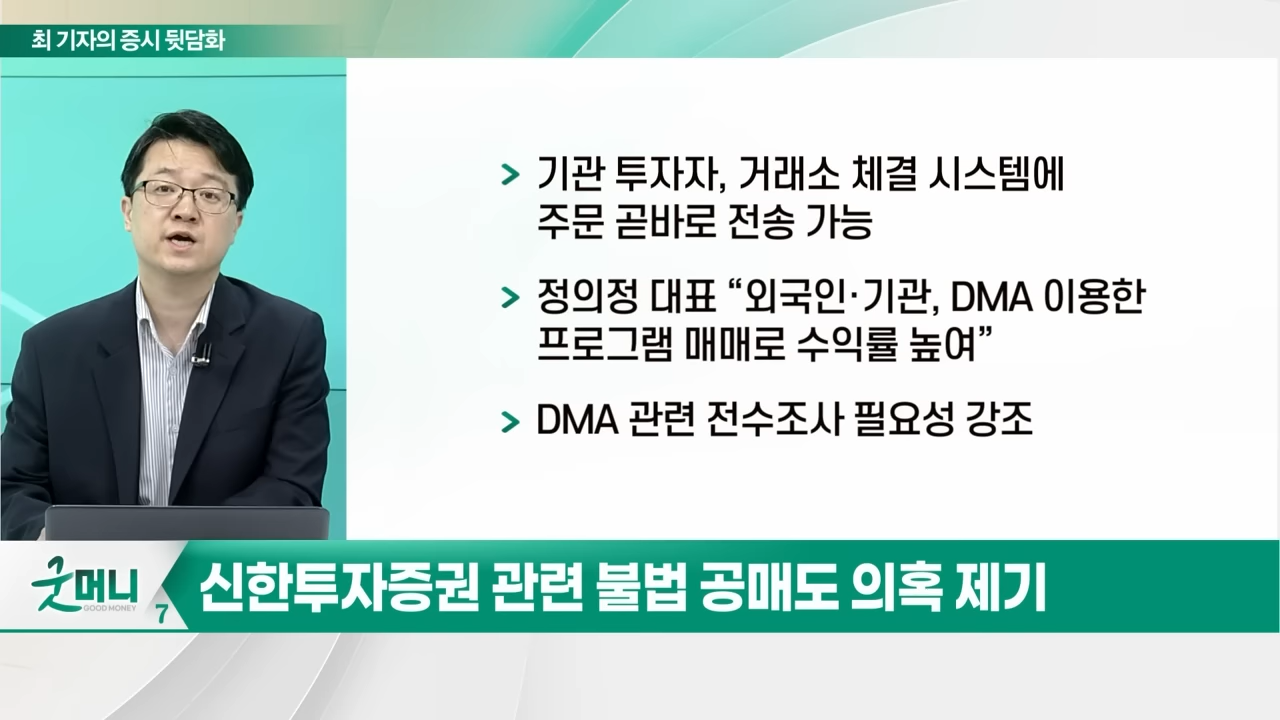 최 기자의 증시 뒷담화
> 기관 투자자, 거래소 체결 시스템에
주문 곧바로 전송 가능
> 정의정 대표 “외국인·기관, DMA 이용한
프로그램 매매로 수익률 높여”
> DMA 관련 전수조사 필요성 강조
굿머니
GOOD MONEY
7
신한투자증권 관련 불법 공매도 의혹 제기